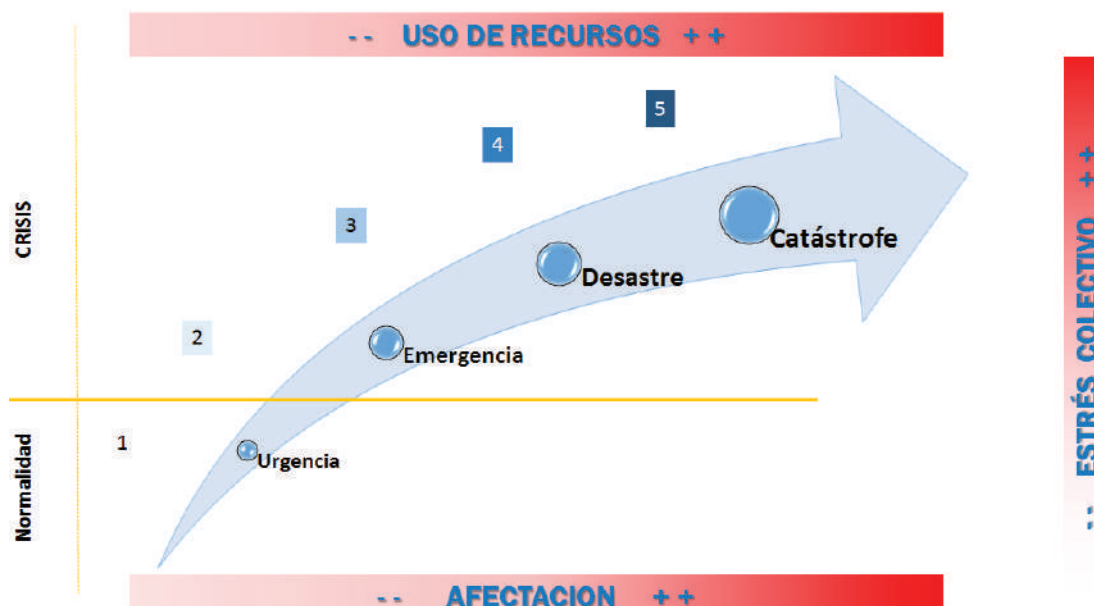 - - USO DE RECURSOS + +
5
4
CRISIS
3
Catástrofe
Desastre
2
Emergencia
1
Normalidad
Urgencia
- - ESTRÉS COLECTIVO + +
- - AFECTACION + +